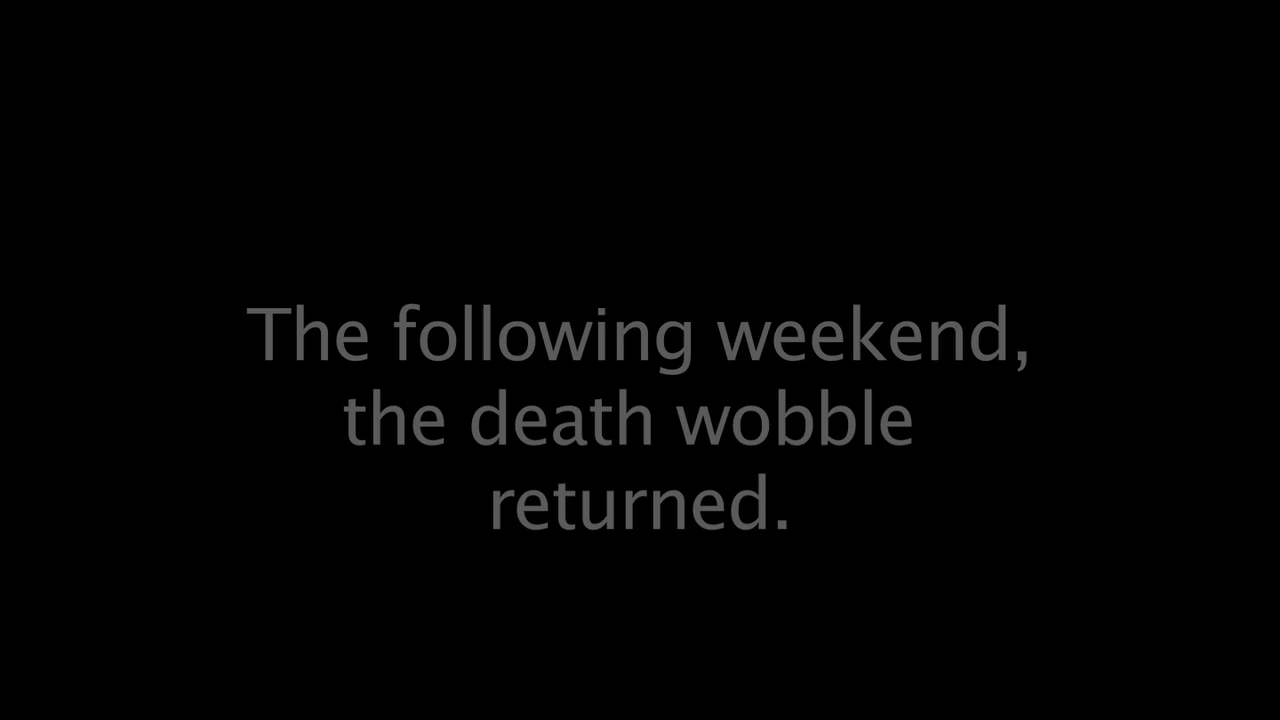 The following weekend,
the death wobble
returned.